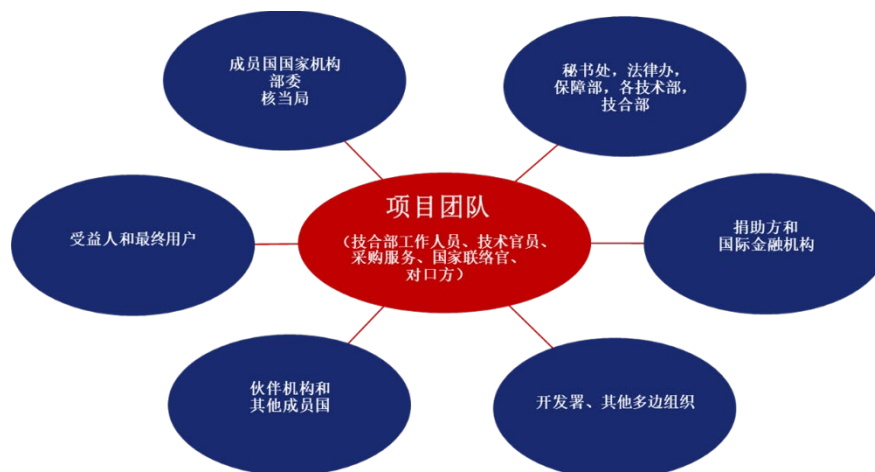 成员国国家机构
部委
核当局
秘书处，法律办，
保障部，各技术部，
技合部
项目团队
（技合部工作人员、技术官员、
采购服务、国家联络官、
对口方）
受益人和最终用户
捐助方和
国际金融机构
伙伴机构和
其他成员国
开发署、其他多边组织